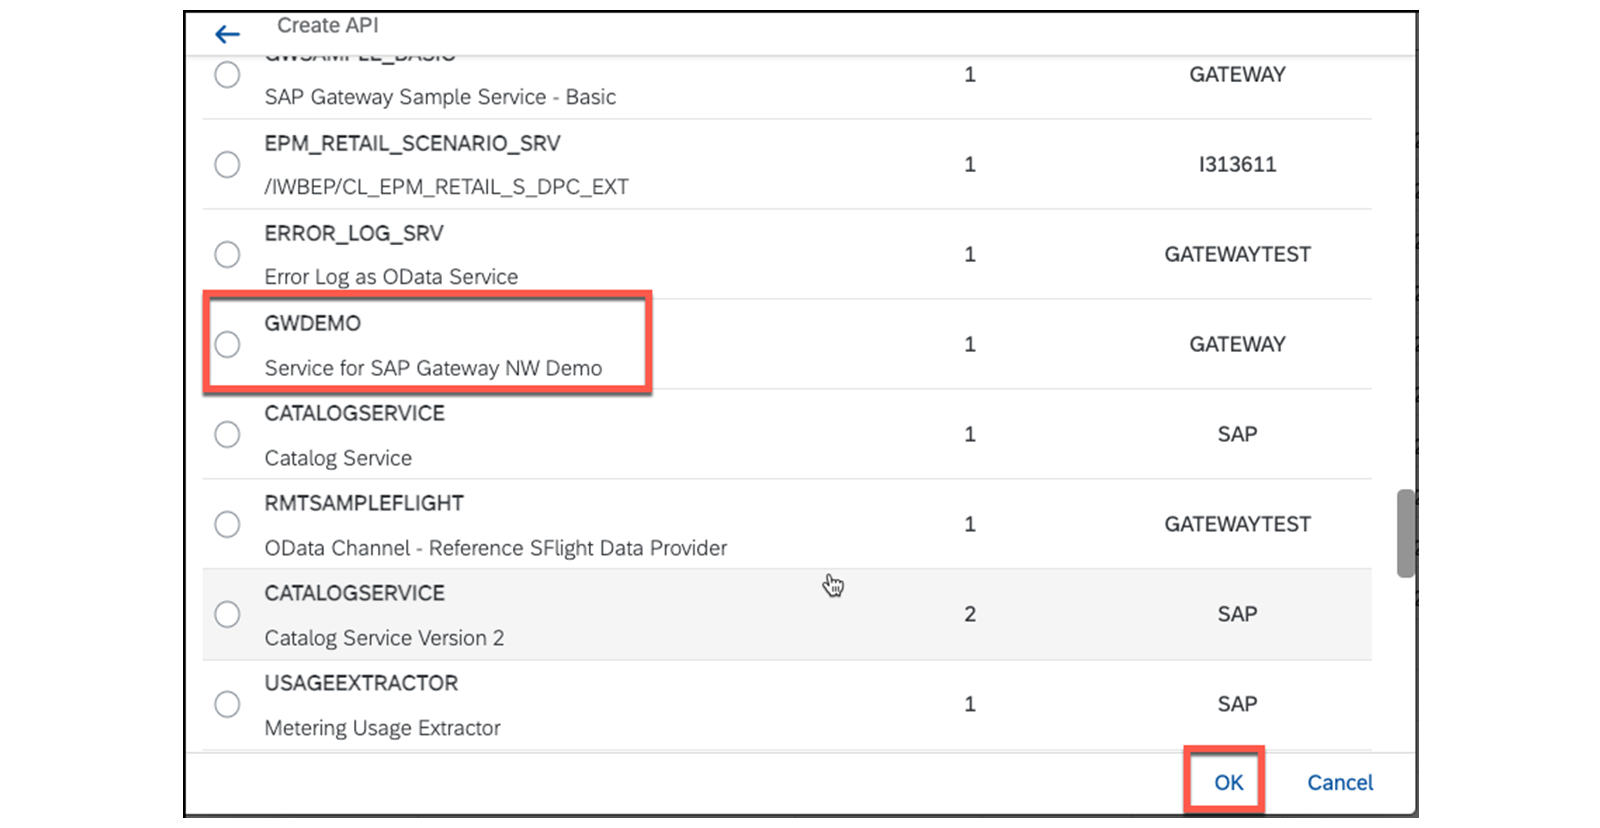 Create API
GWSAMPLE_BASIC
1 GATEWAY
SAP Gateway Sample Service - Basic
EPM_RETAIL_SCENARIO_SRV
1 I313611
/IWBEP/CL_EPM_RETAIL_S_DPC_EXT
ERROR_LOG_SRV
1 GATEWAYTEST
Error Log as OData Service
GWDEMO
1 GATEWAY
Service for SAP Gateway NW Demo
CATALOGSERVICE
1 SAP
Catalog Service
RMTSAMPLEFLIGHT
1 GATEWAYTEST
OData Channel - Reference SFlight Data Provider
CATALOGSERVICE
2 SAP
Catalog Service Version 2
USAGEEXTRACTOR
1 SAP
Metering Usage Extractor
OK Cancel